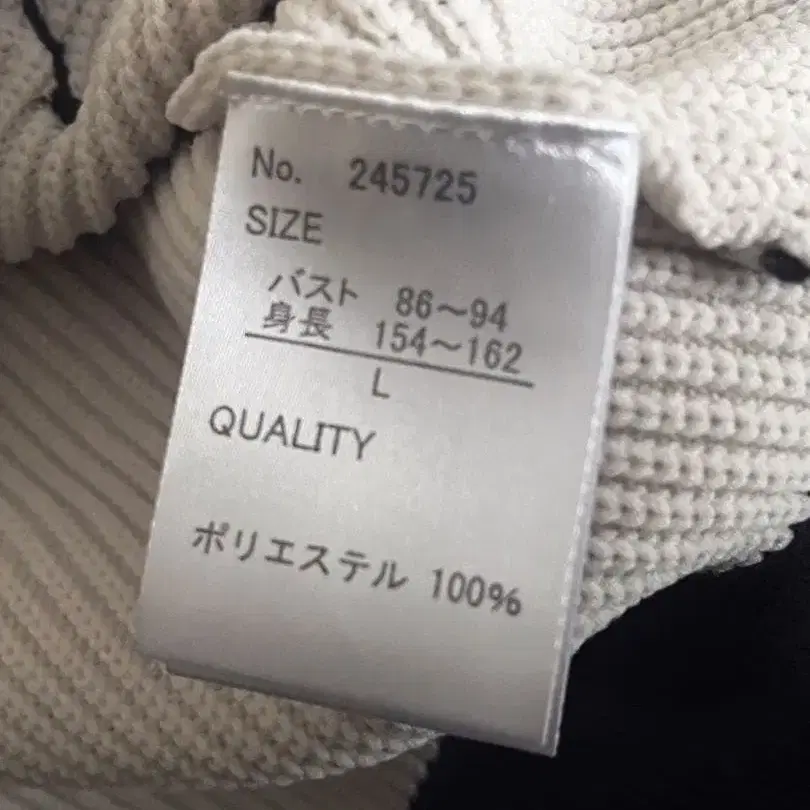 No. 245725
SIZE
バスト 86～94
身長 154～162
L
QUALITY
ポリエステル 100%